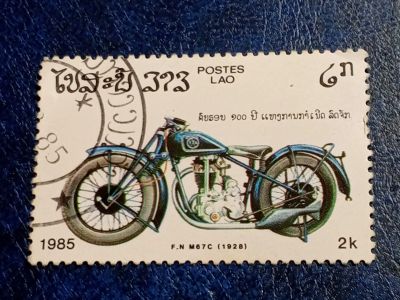 ໄປສະນີ ລາວ POSTES LAO ໒ກ
ຄົບຮອບ ໑໐໐ ປີ ແຫ່ງການກຳເນີດ ລົດຈັກ
85
1985 F.N M67C (1928) 2k